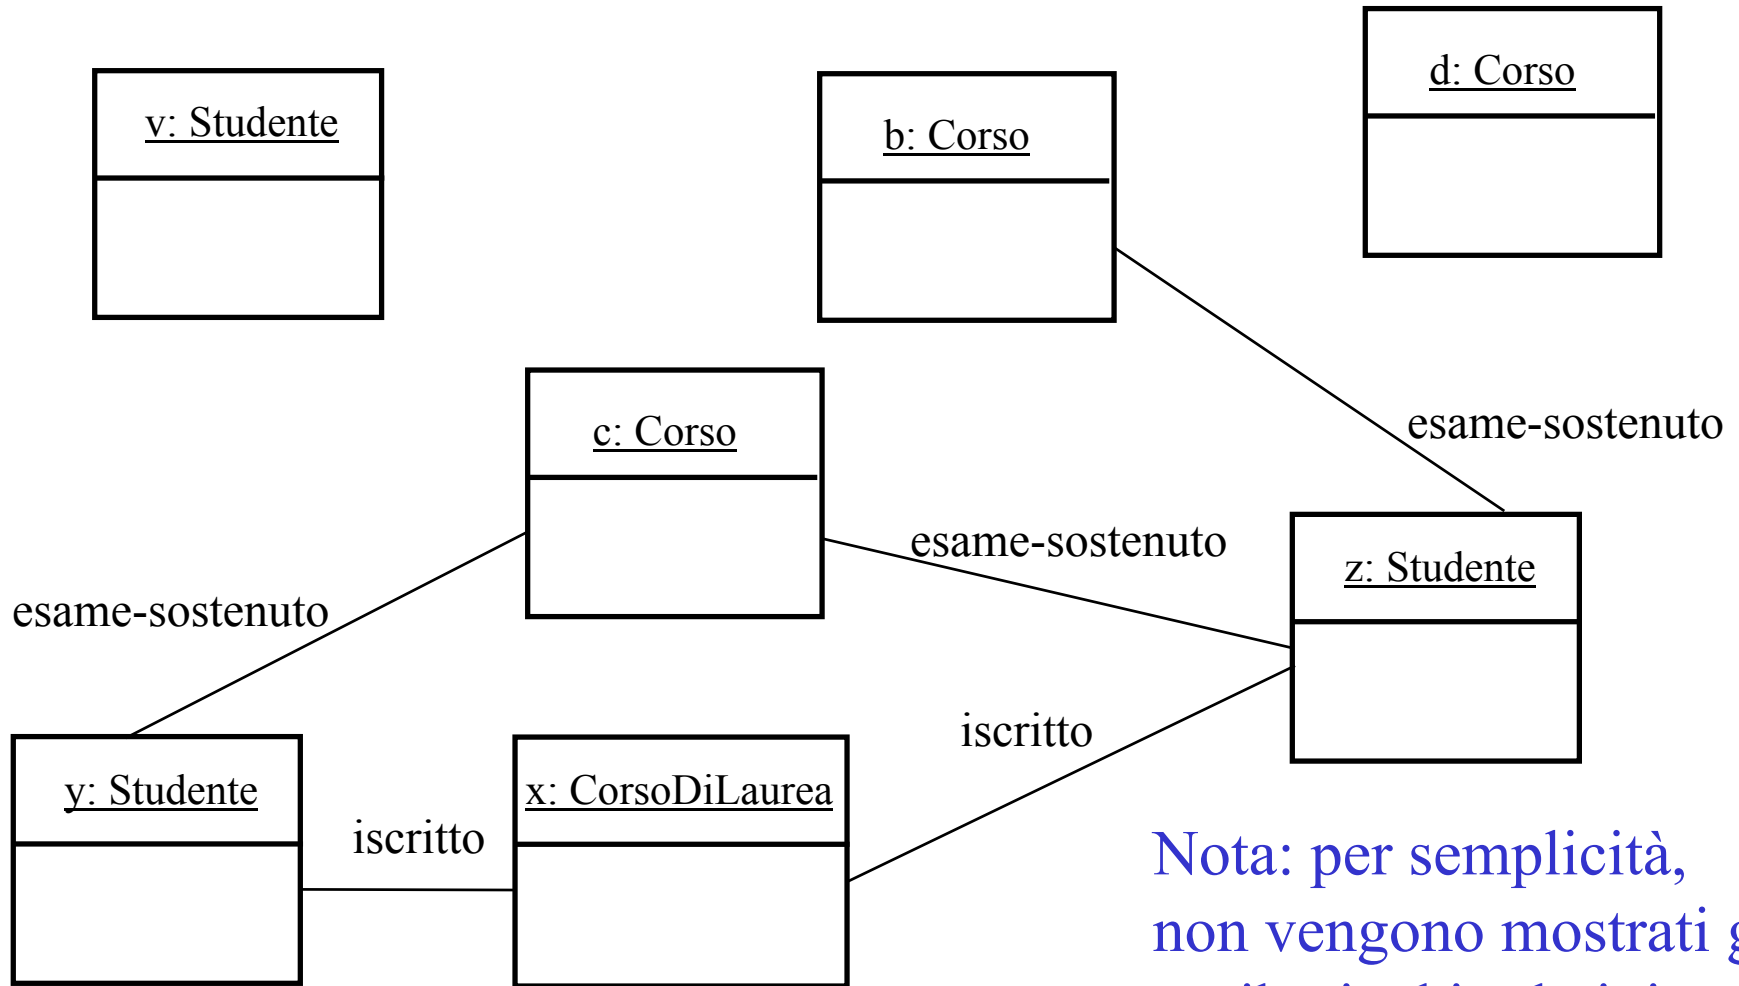 v: Studente
b: Corso
d: Corso
c: Corso
esame-sostenuto
esame-sostenuto
z: Studente
esame-sostenuto
iscritto
y: Studente
x: CorsoDiLaurea
iscritto
Nota: per semplicità,
non vengono mostrati